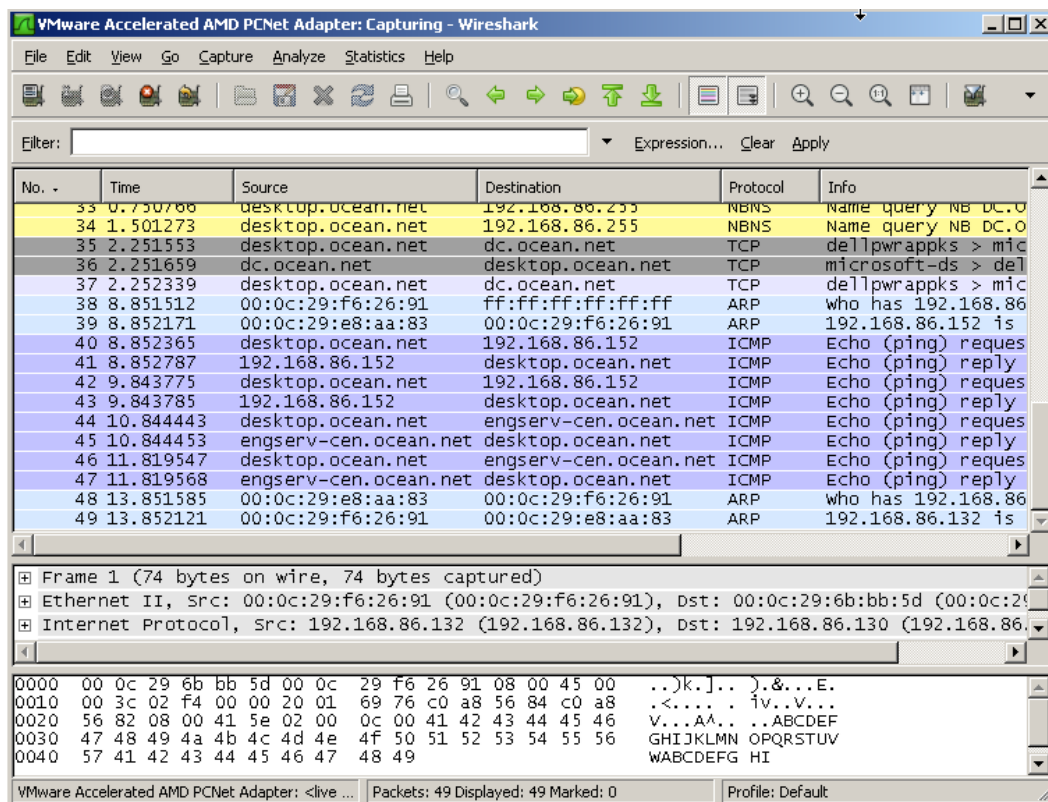 VMware Accelerated AMD PCNet Adapter: Capturing - Wireshark
File Edit View Go Capture Analyze Statistics Help
Filter: Expression... Clear Apply
No. Time Source Destination Protocol Info
33 0.750766 desktop.ocean.net 192.168.86.255 NBNS Name query NB DC.O
34 1.501273 desktop.ocean.net 192.168.86.255 NBNS Name query NB DC.O
35 2.251553 desktop.ocean.net dc.ocean.net TCP dellpwrappks > mic
36 2.251659 dc.ocean.net desktop.ocean.net TCP microsoft-ds > del
37 2.252339 desktop.ocean.net dc.ocean.net TCP dellpwrappks > mic
38 8.851512 00:0c:29:f6:26:91 ff:ff:ff:ff:ff:ff ARP who has 192.168.86
39 8.852171 00:0c:29:e8:aa:83 00:0c:29:f6:26:91 ARP 192.168.86.152 is
40 8.852365 desktop.ocean.net 192.168.86.152 ICMP Echo (ping) reques
41 8.852787 192.168.86.152 desktop.ocean.net ICMP Echo (ping) reply
42 9.843775 desktop.ocean.net 192.168.86.152 ICMP Echo (ping) reques
43 9.843785 192.168.86.152 desktop.ocean.net ICMP Echo (ping) reply
44 10.844443 desktop.ocean.net engserv-cen.ocean.net ICMP Echo (ping) reques
45 10.844453 engserv-cen.ocean.net desktop.ocean.net ICMP Echo (ping) reply
46 11.819547 desktop.ocean.net engserv-cen.ocean.net ICMP Echo (ping) reques
47 11.819568 engserv-cen.ocean.net desktop.ocean.net ICMP Echo (ping) reply
48 13.851585 00:0c:29:e8:aa:83 00:0c:29:f6:26:91 ARP who has 192.168.86
49 13.852121 00:0c:29:f6:26:91 00:0c:29:e8:aa:83 ARP 192.168.86.132 is
Frame 1 (74 bytes on wire, 74 bytes captured)
Ethernet II, Src: 00:0c:29:f6:26:91 (00:0c:29:f6:26:91), Dst: 00:0c:29:6b:bb:5d (00:0c:29
Internet Protocol, Src: 192.168.86.132 (192.168.86.132), Dst: 192.168.86.130 (192.168.86.
0000 00 0c 29 6b bb 5d 00 0c 29 f6 26 91 08 00 45 00 ..)k.].. ).&...E.
0010 00 3c 02 f4 00 00 20 01 69 76 c0 a8 56 84 c0 a8 .<.... . iv..V...
0020 56 82 08 00 41 5e 02 00 0c 00 41 42 43 44 45 46 V...A^.. ..ABCDEF
0030 47 48 49 4a 4b 4c 4d 4e 4f 50 51 52 53 54 55 56 GHIJKLMN OPQRSTUV
0040 57 41 42 43 44 45 46 47 48 49 WABCDEFG HI
VMware Accelerated AMD PCNet Adapter: <live ... Packets: 49 Displayed: 49 Marked: 0 Profile: Default